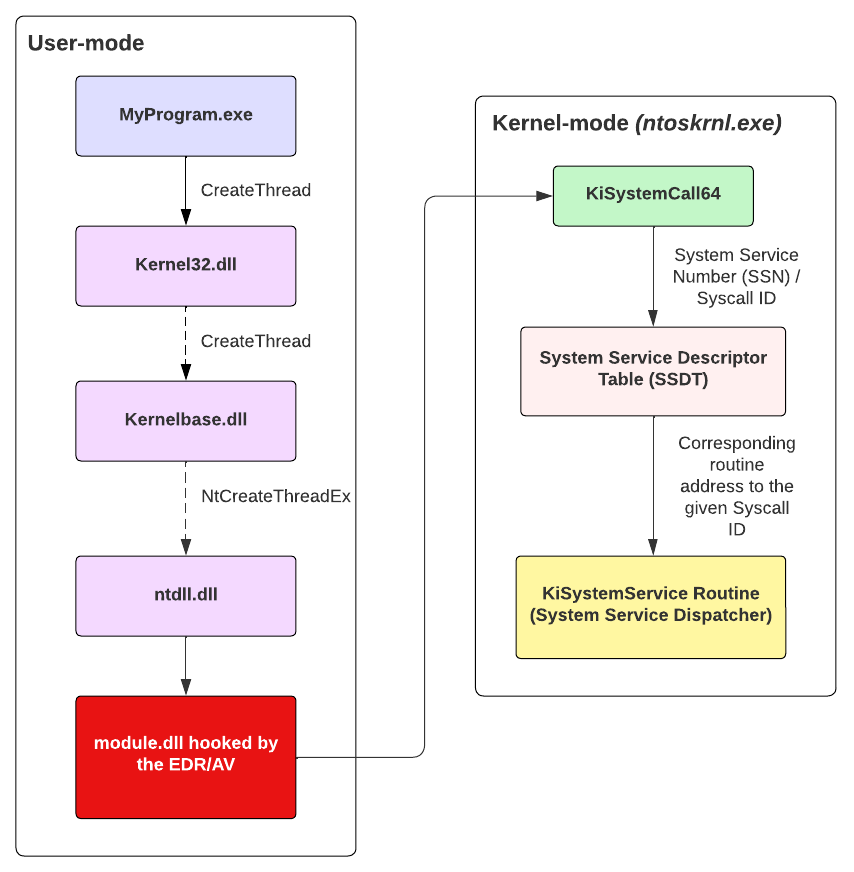 User-mode
MyProgram.exe
CreateThread
Kernel32.dll
CreateThread
Kernelbase.dll
NtCreateThreadEx
ntdll.dll
module.dll hooked by
the EDR/AV
Kernel-mode (ntoskrnl.exe)
KiSystemCall64
System Service
Number (SSN) /
Syscall ID
System Service Descriptor
Table (SSDT)
Corresponding
routine
address to the
given Syscall
ID
KiSystemService Routine
(System Service Dispatcher)